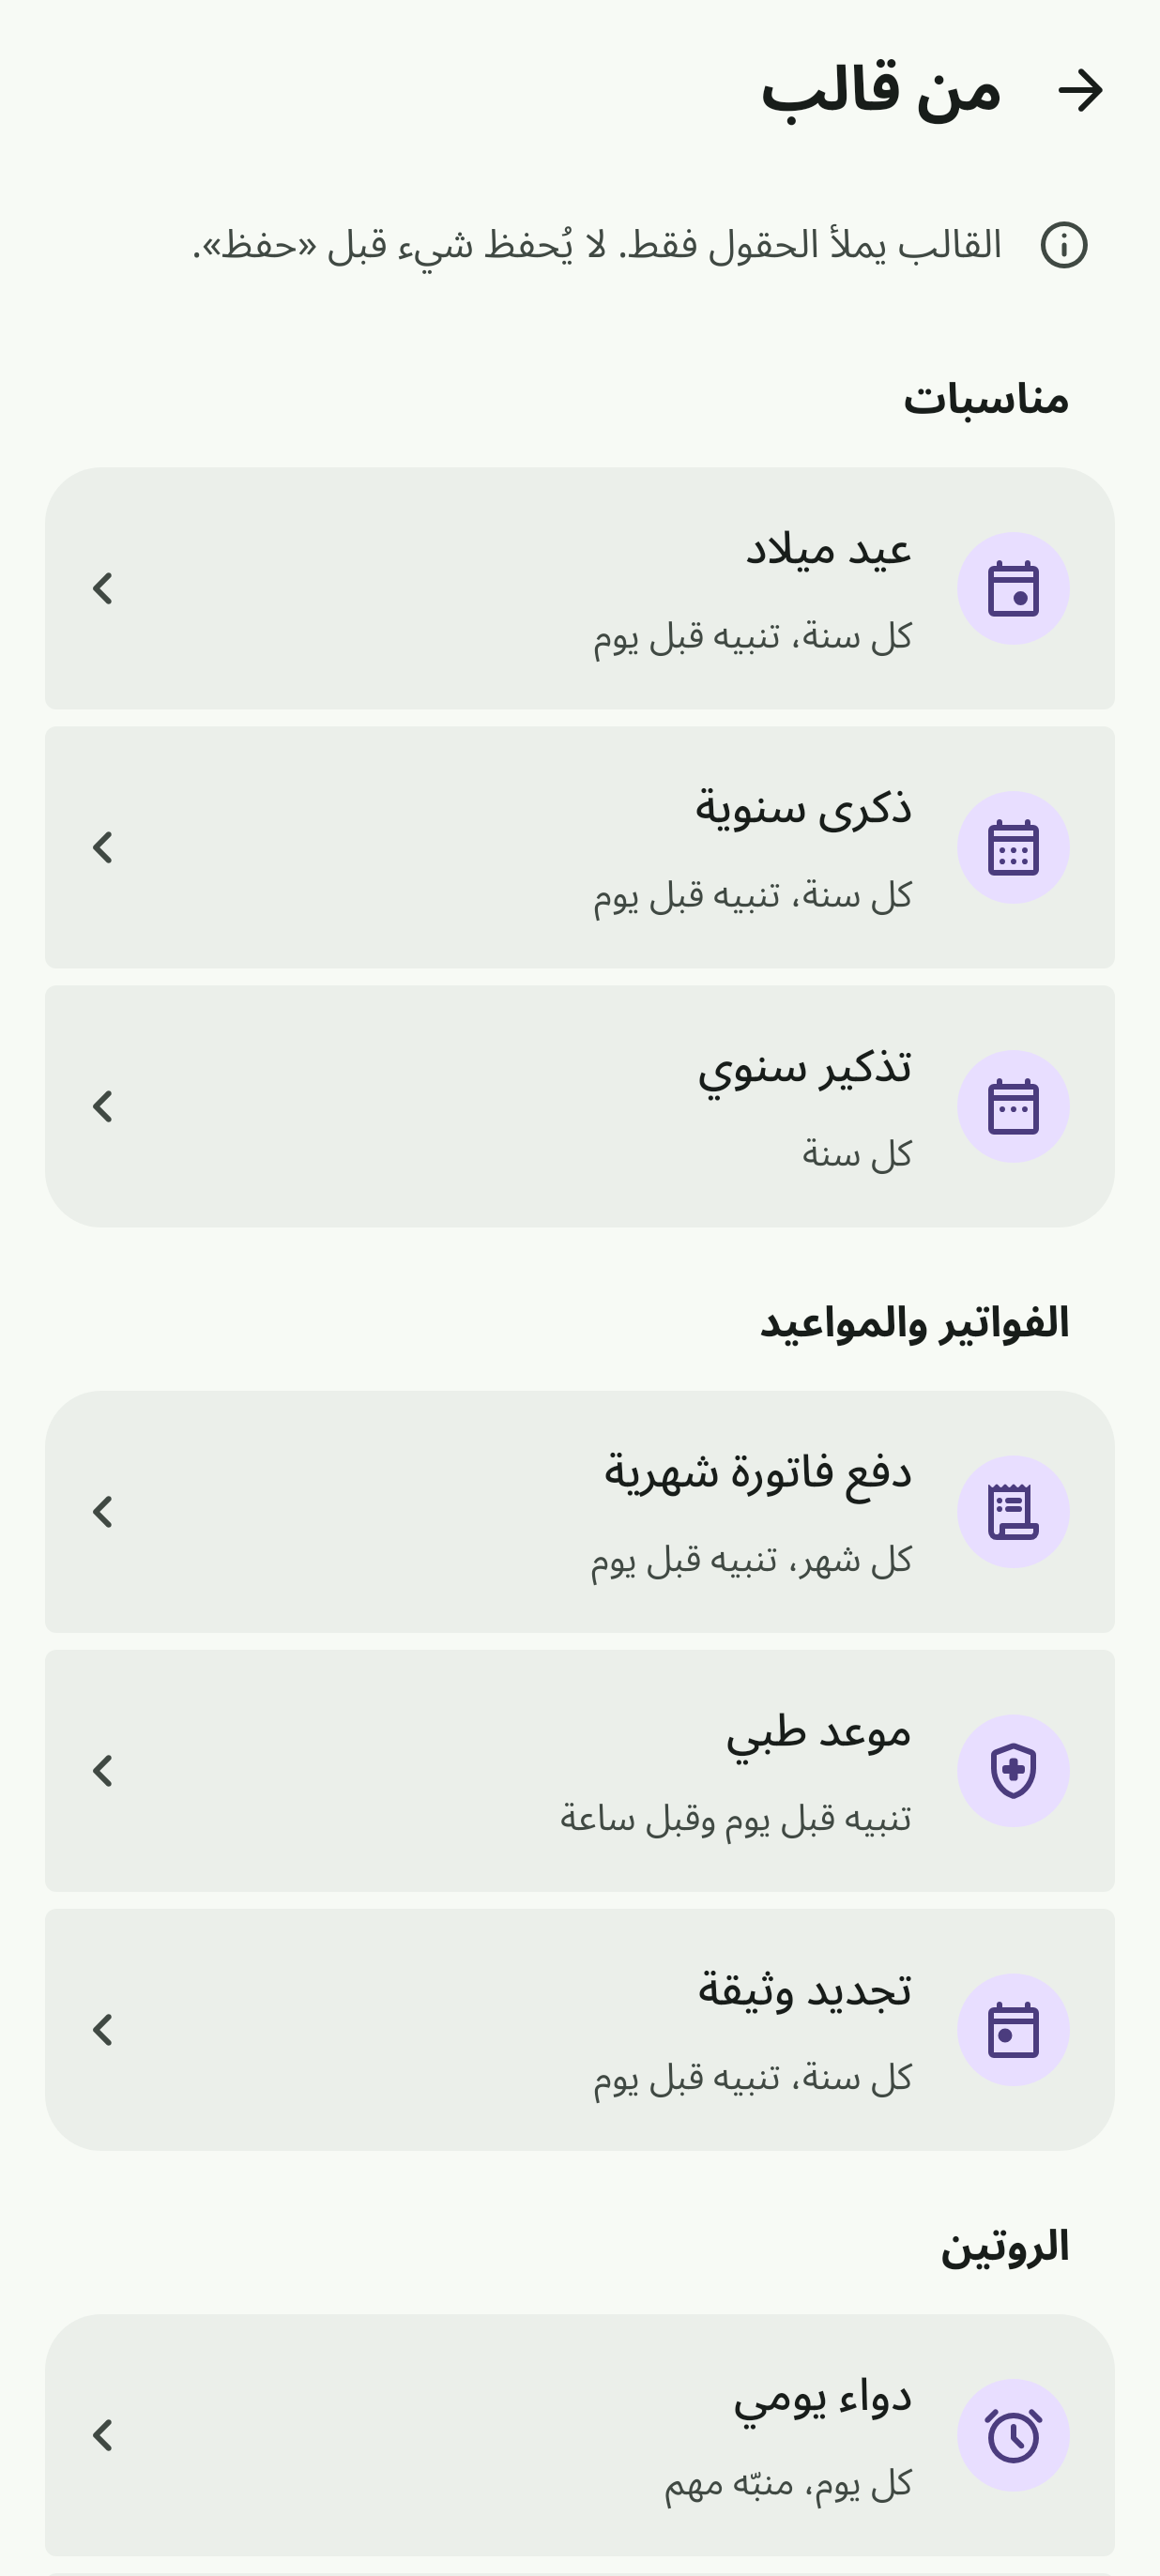 من قالب
القالب يملأ الحقول فقط. لا يُحفظ شيء قبل «حفظ».
مناسبات
عيد ميلاد
كل سنة، تنبيه قبل يوم
ذكرى سنوية
كل سنة، تنبيه قبل يوم
تذكير سنوي
كل سنة
الفواتير والمواعيد
دفع فاتورة شهرية
كل شهر، تنبيه قبل يوم
موعد طبي
تنبيه قبل يوم وقبل ساعة
تجديد وثيقة
كل سنة، تنبيه قبل يوم
الروتين
دواء يومي
كل يوم، منبّه مهم